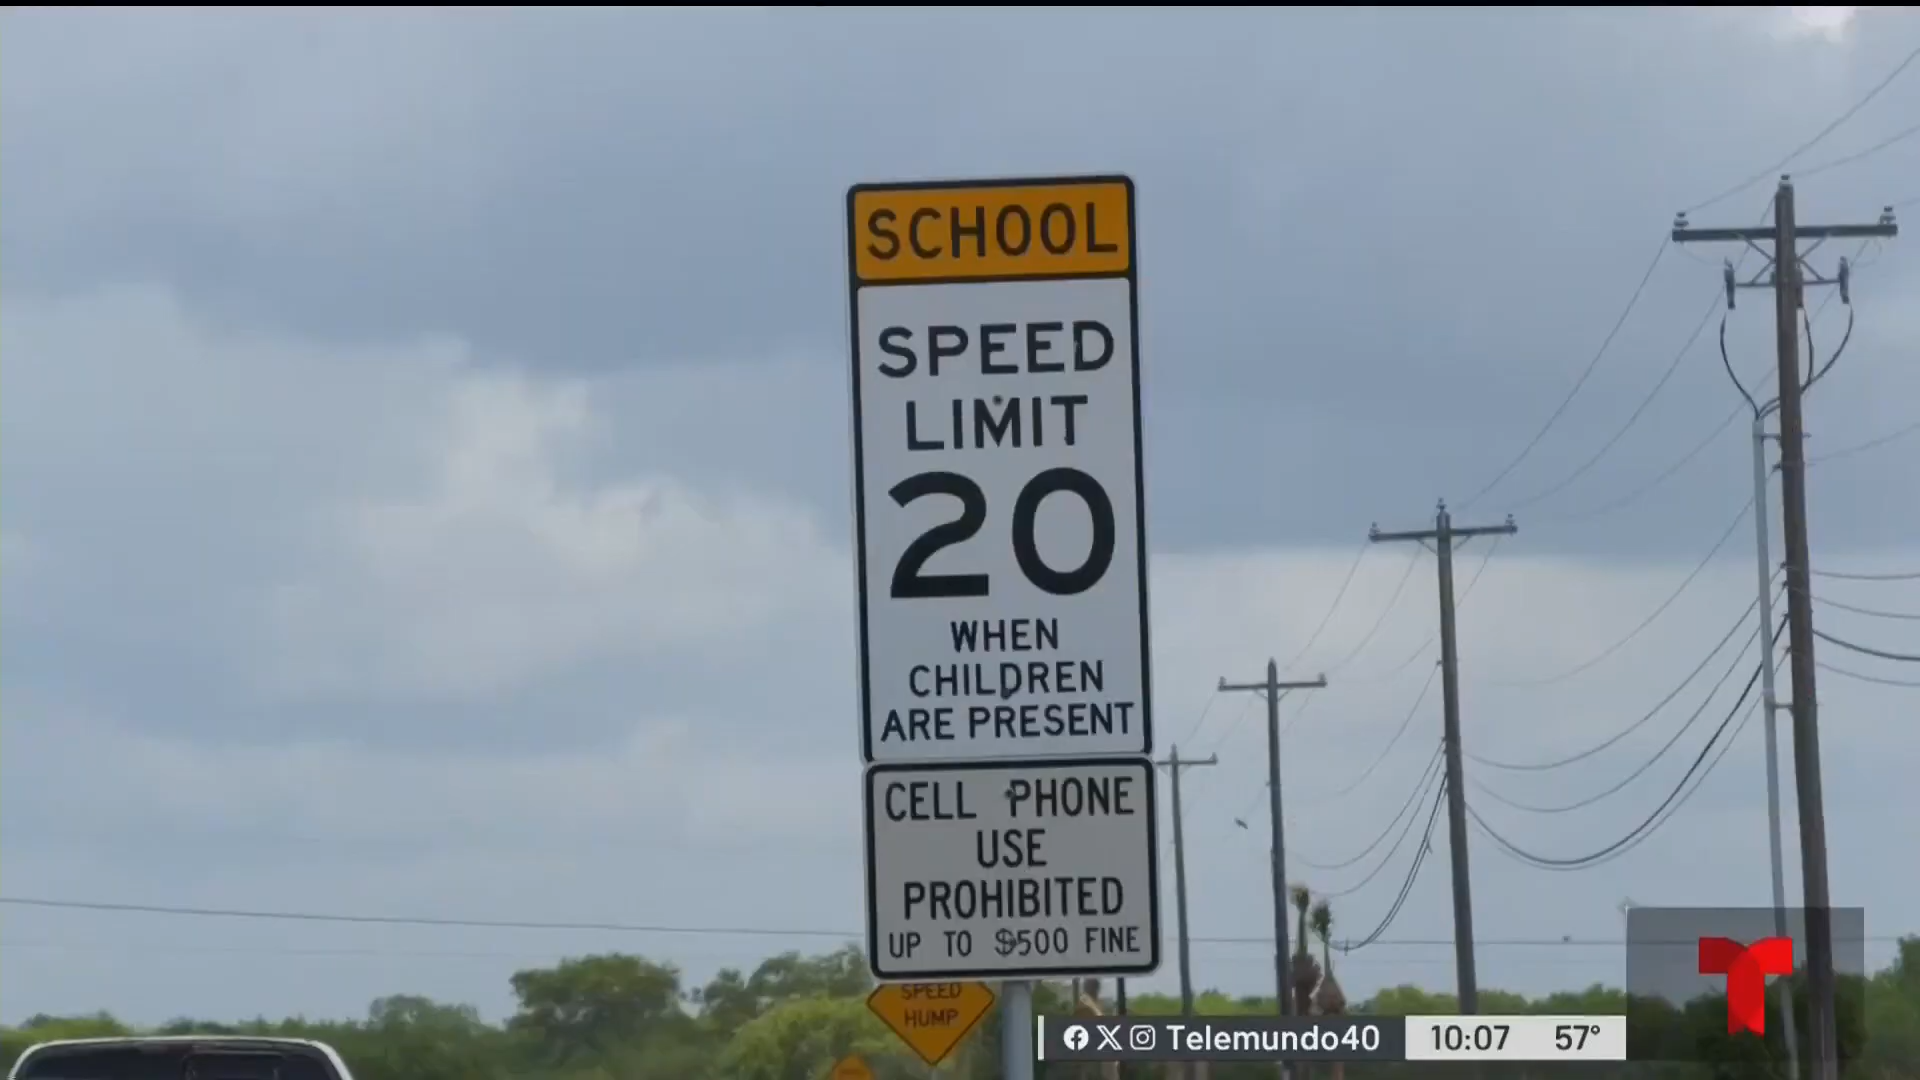 SCHOOL
SPEED
LIMIT
20
WHEN
CHILDREN
ARE PRESENT
CELL PHONE
USE
PROHIBITED
UP TO $500 FINE
SPEED
HUMP
Telemundo40 10:07 57°